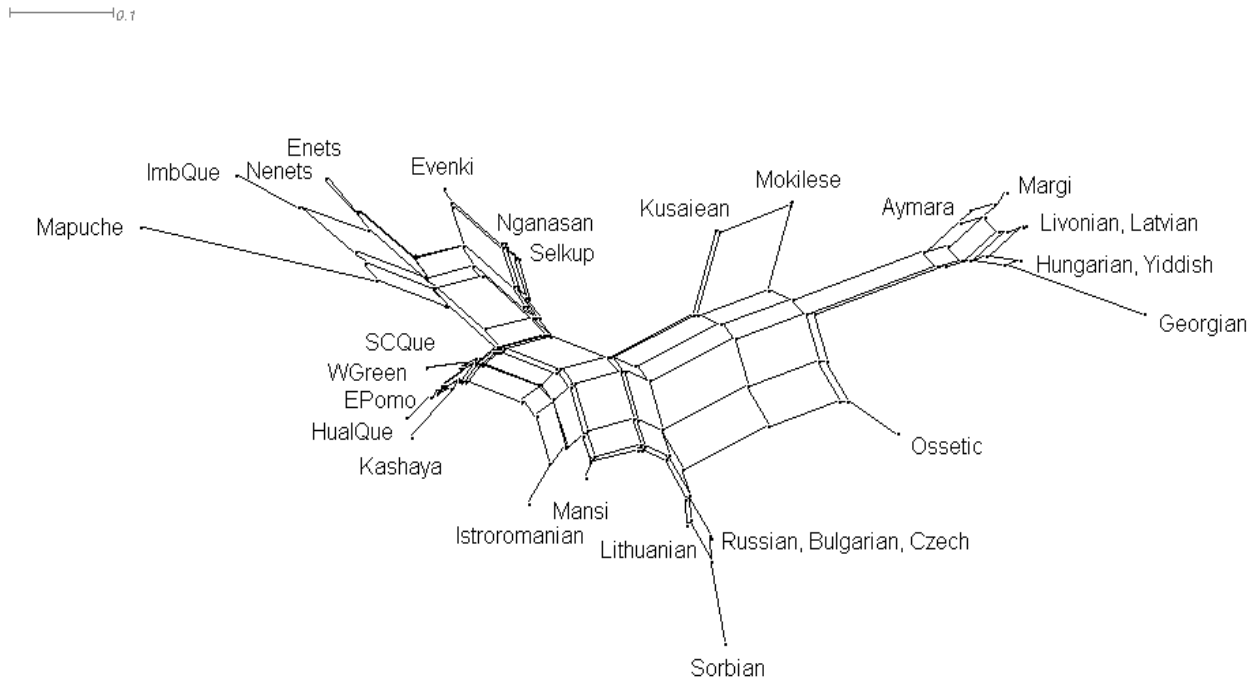 0.1
Enets
ImbQue
Nenets
Evenki
Mokilese
Margi
Mapuche
Nganasan
Kusaiean
Aymara
Livonian, Latvian
Selkup
Hungarian, Yiddish
Georgian
SCQue
WGreen
EPomo
HualQue
Ossetic
Kashaya
Mansi
Istroromanian
Lithuanian
Russian, Bulgarian, Czech
Sorbian